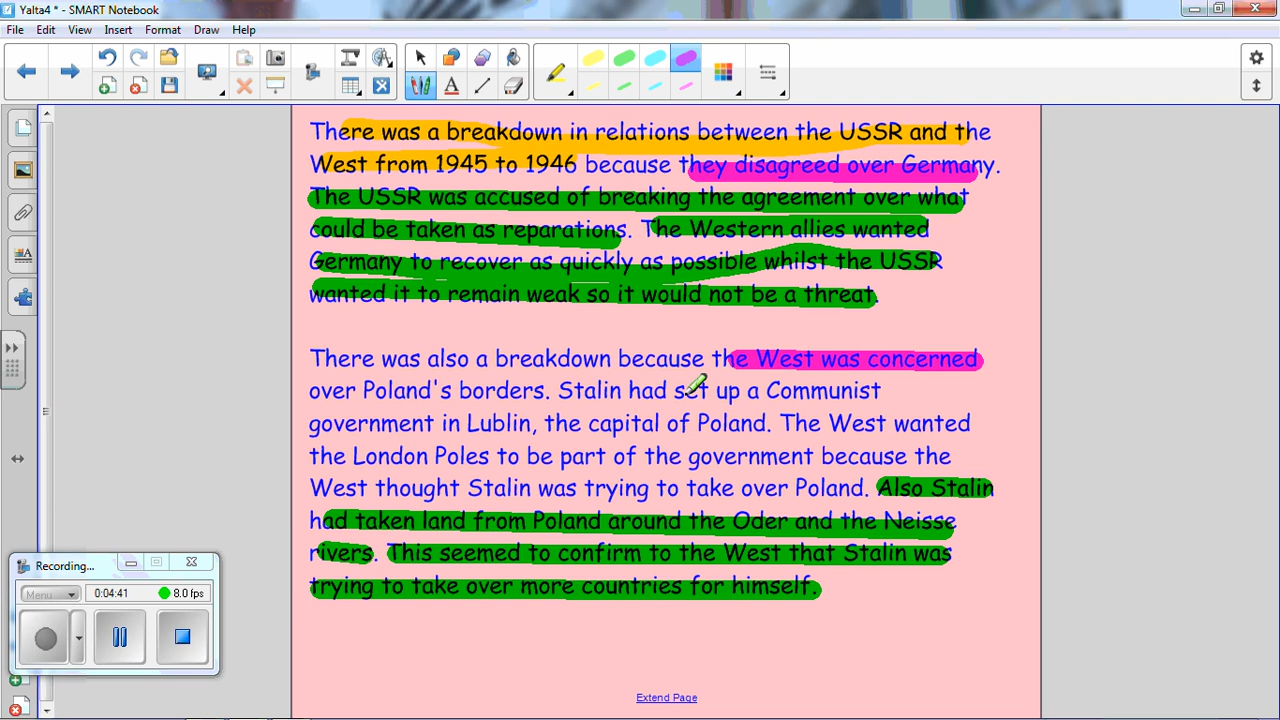 Yalta4 * - SMART Notebook
File Edit View Insert Format Draw Help
There was a breakdown in relations between the USSR and the
West from 1945 to 1946 because they disagreed over Germany.
The USSR was accused of breaking the agreement over what
could be taken as reparations. The Western allies wanted
Germany to recover as quickly as possible whilst the USSR
wanted it to remain weak so it would not be a threat.
There was also a breakdown because the West was concerned
over Poland's borders. Stalin had set up a Communist
government in Lublin, the capital of Poland. The West wanted
the London Poles to be part of the government because the
West thought Stalin was trying to take over Poland. Also Stalin
had taken land from Poland around the Oder and the Neisse
rivers. This seemed to confirm to the West that Stalin was
trying to take over more countries for himself.
Recording...
Menu 0:04:41 8.0 fps
Extend Page